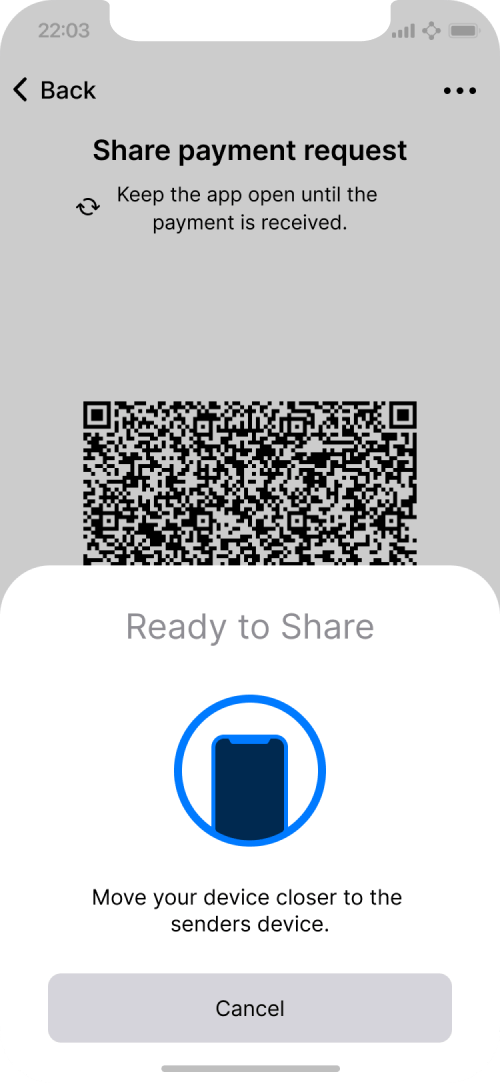 22:03
Back
Share payment request
Keep the app open until the
payment is received.
Ready to Share
Move your device closer to the
senders device.
Cancel